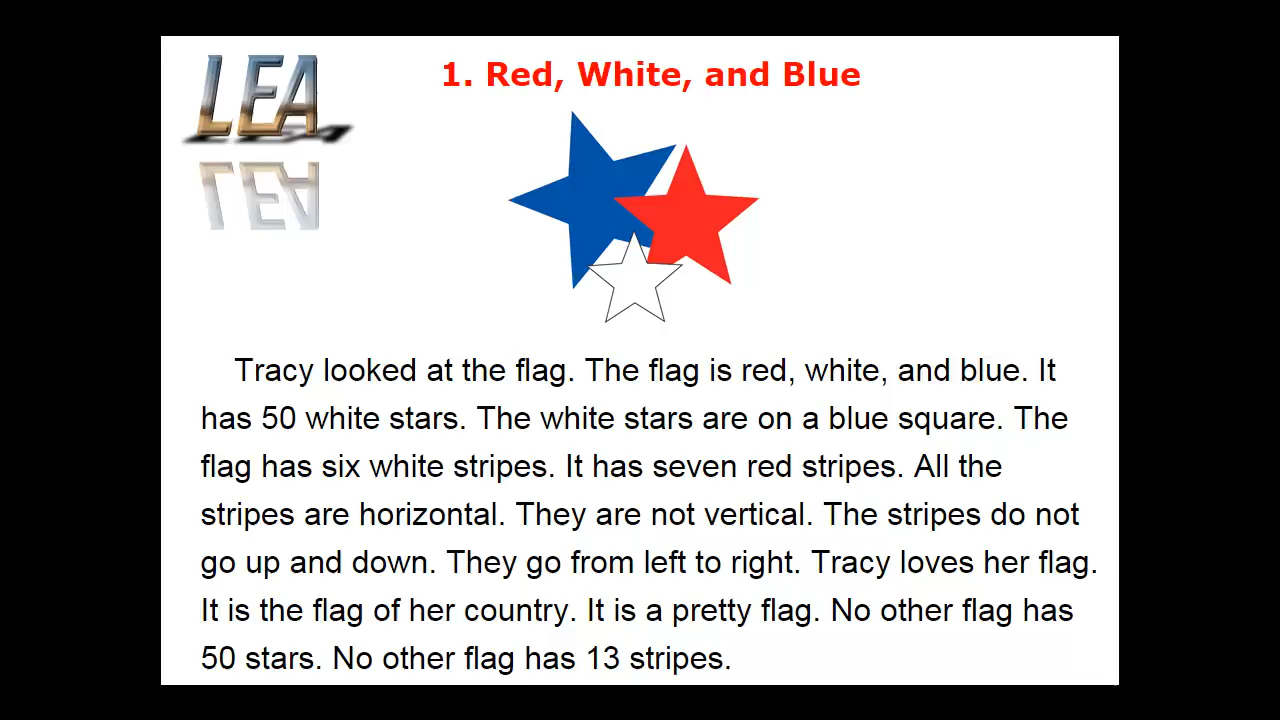 LEA
1. Red, White, and Blue
Tracy looked at the flag. The flag is red, white, and blue. It
has 50 white stars. The white stars are on a blue square. The
flag has six white stripes. It has seven red stripes. All the
stripes are horizontal. They are not vertical. The stripes do not
go up and down. They go from left to right. Tracy loves her flag.
It is the flag of her country. It is a pretty flag. No other flag has
50 stars. No other flag has 13 stripes.